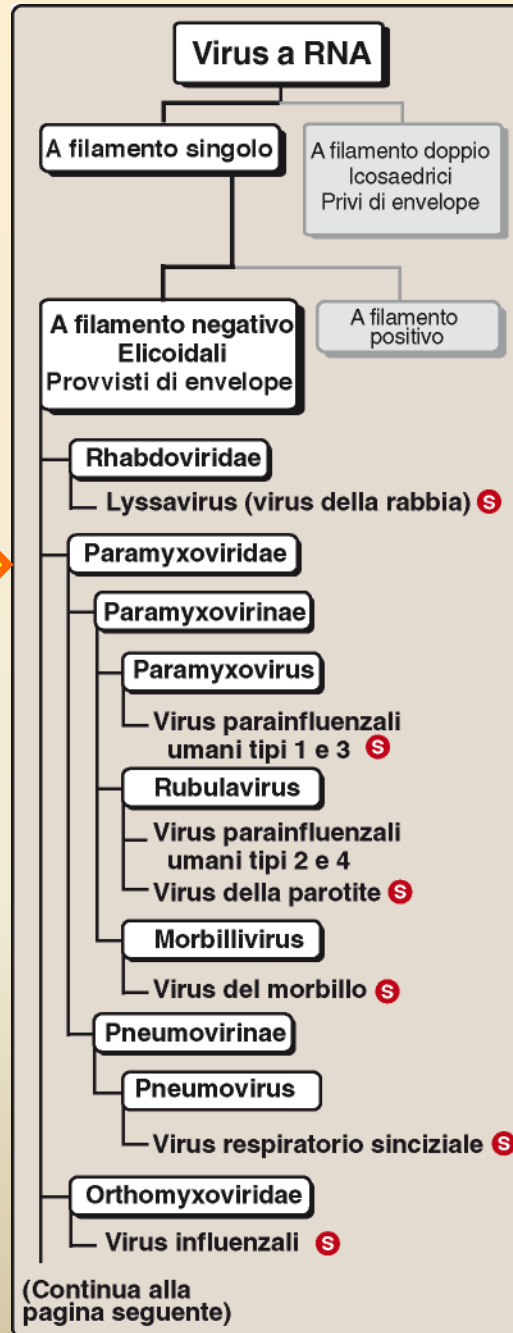 Virus a RNA
A filamento singolo
A filamento doppio
Icosaedrici
Privi di envelope
A filamento negativo
Elicoidali
Provvisti di envelope
A filamento
positivo
Rhabdoviridae
Lyssavirus (virus della rabbia) S
Paramyxoviridae
Paramyxovirinae
Paramyxovirus
Virus parainfluenzali
umani tipi 1 e 3 S
Rubulavirus
Virus parainfluenzali
umani tipi 2 e 4
Virus della parotite S
Morbillivirus
Virus del morbillo S
Pneumovirinae
Pneumovirus
Virus respiratorio sinciziale S
Orthomyxoviridae
Virus influenzali S
(Continua alla
pagina seguente)